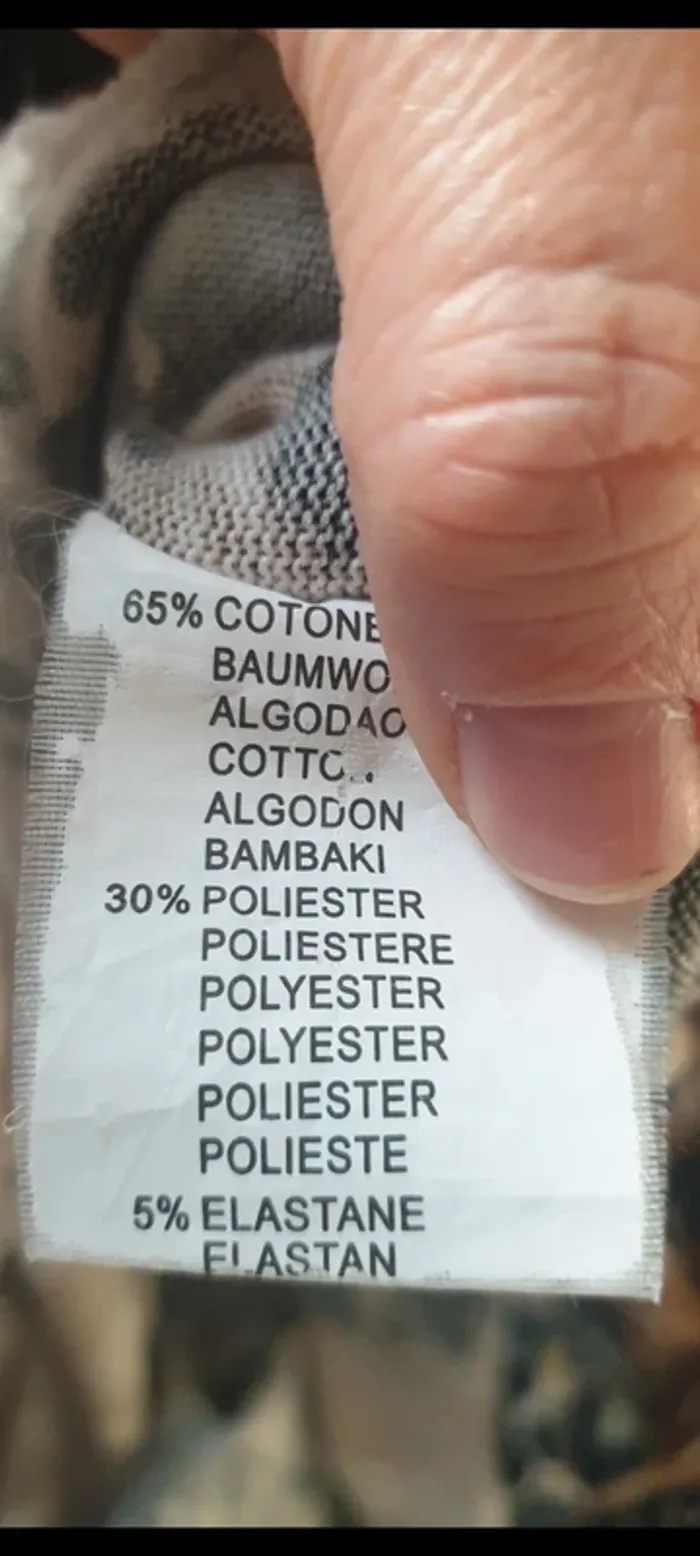 65% COTONE
BAUMWO
ALGODAO
COTTO
ALGODON
BAMBAKI
30% POLIESTER
POLIESTERE
POLYESTER
POLYESTER
POLIESTER
POLIESTE
5% ELASTANE
ELASTAN